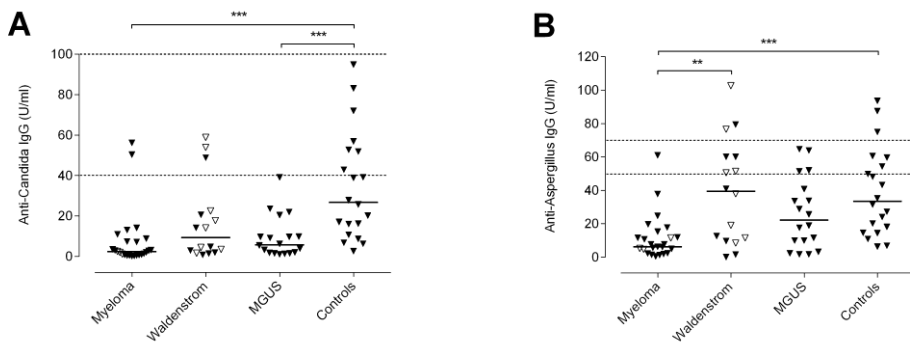 A
***
***
Anti-Candida IgG (U/ml)
100
80
60
40
20
0
Myeloma
Waldenstrom
MGUS
Controls
B
***
**
Anti-Aspergillus IgG (U/ml)
120
100
80
60
40
20
0
Myeloma
Waldenstrom
MGUS
Controls